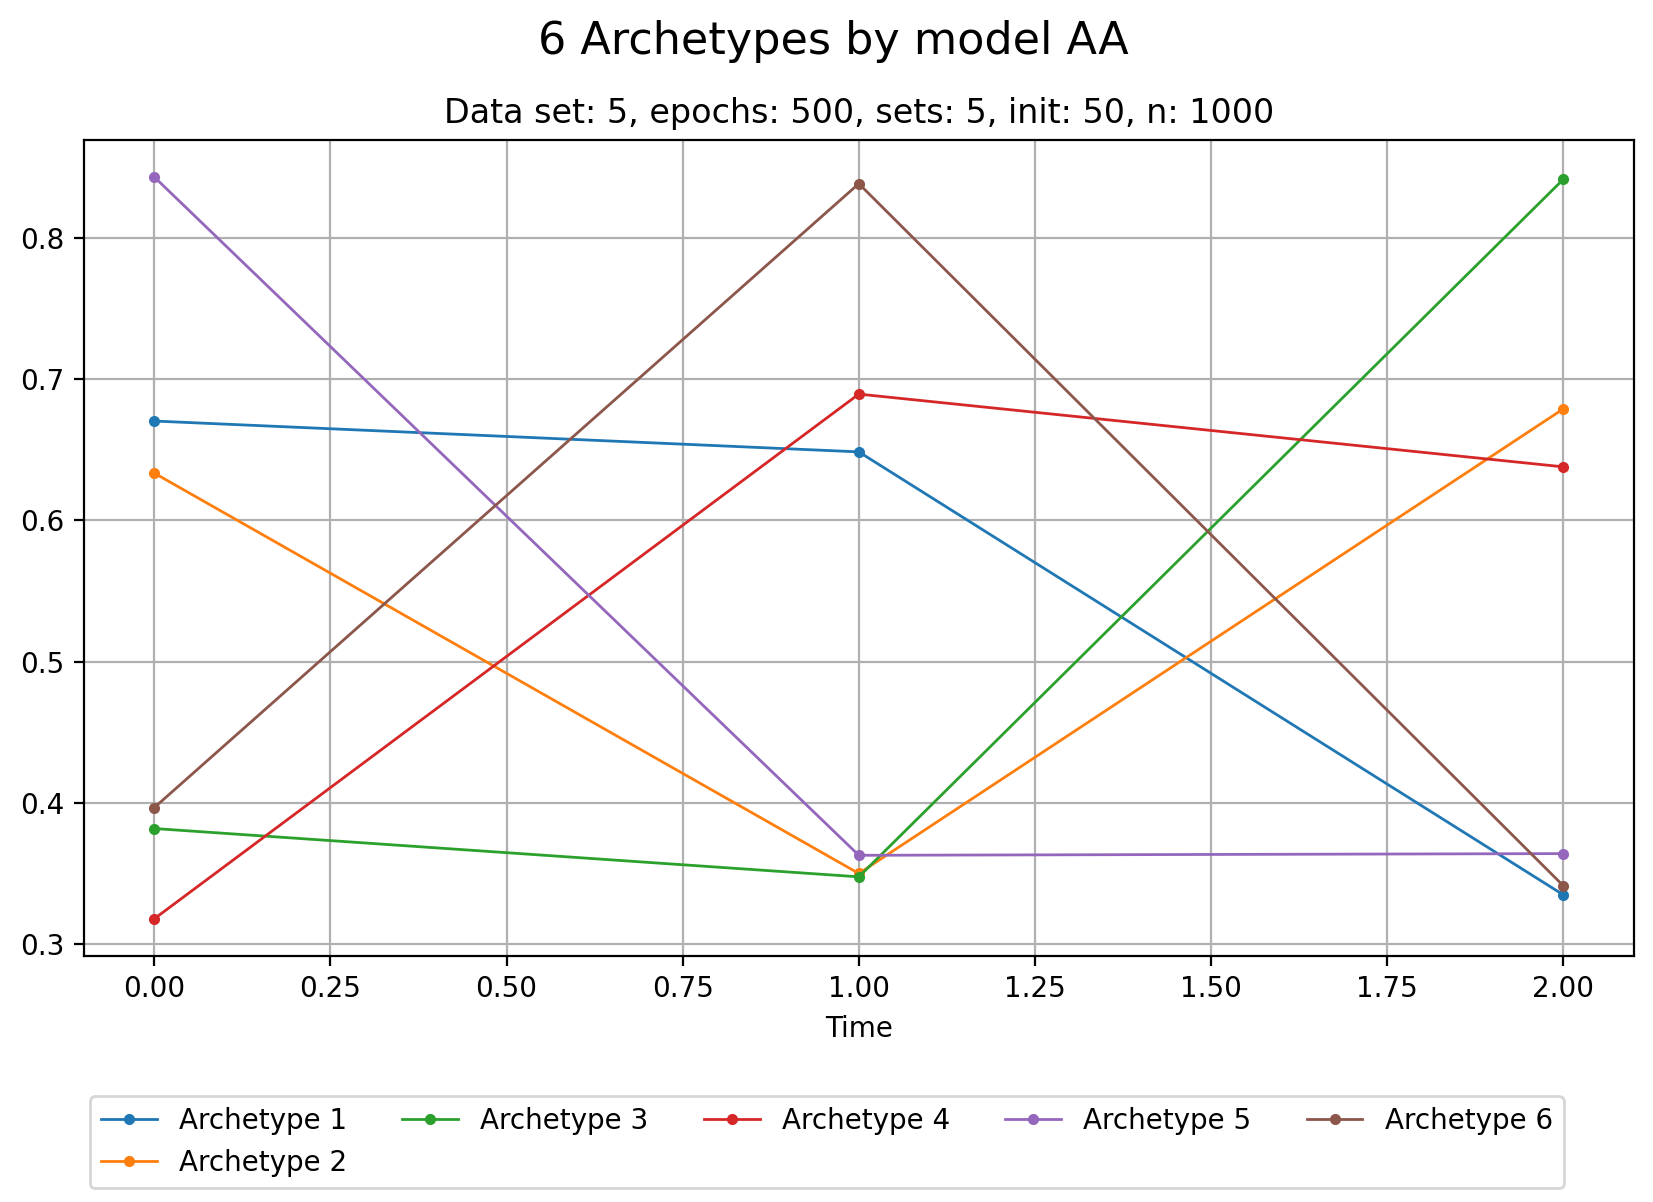 6 Archetypes by model AA
Data set: 5, epochs: 500, sets: 5, init: 50, n: 1000
0.8
0.7
0.6
0.5
0.4
0.3
0.00 0.25 0.50 0.75 1.00 1.25 1.50 1.75 2.00
Time
Archetype 1 Archetype 3 Archetype 4 Archetype 5 Archetype 6
Archetype 2